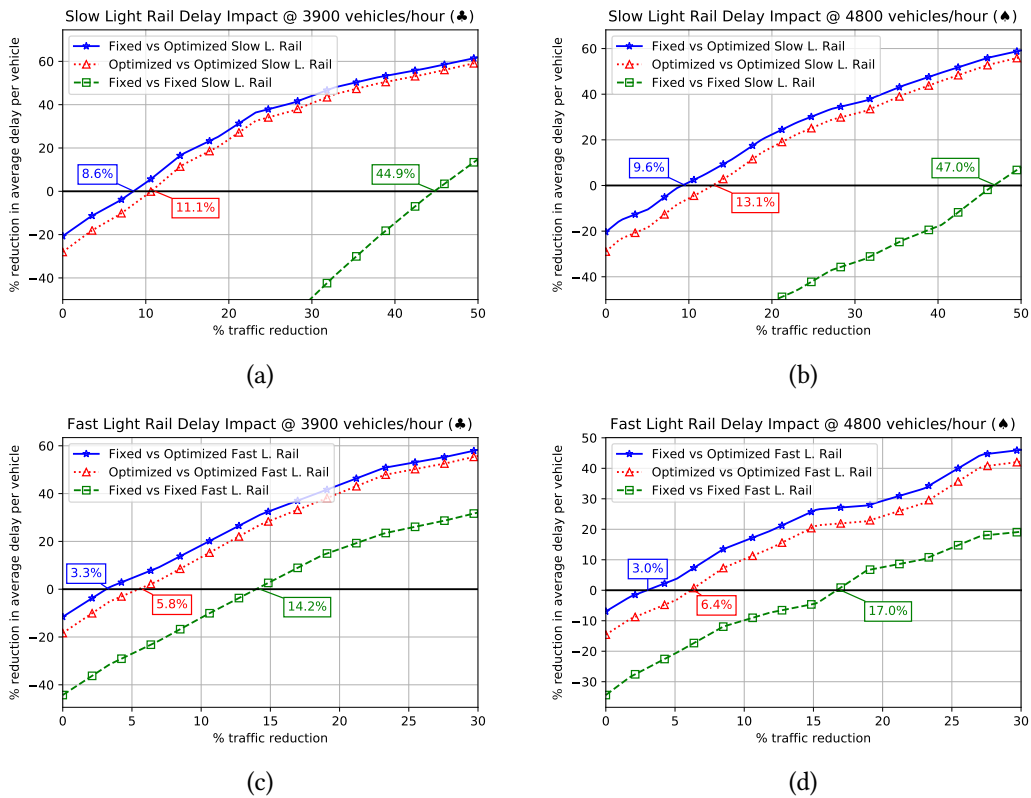 Slow Light Rail Delay Impact @ 3900 vehicles/hour (♣)
% reduction in average delay per vehicle
60
40
20
0
−20
−40
Fixed vs Optimized Slow L. Rail
Optimized vs Optimized Slow L. Rail
Fixed vs Fixed Slow L. Rail
8.6%
11.1%
44.9%
0 10 20 30 40 50
% traffic reduction
(a)
Slow Light Rail Delay Impact @ 4800 vehicles/hour (♠)
% reduction in average delay per vehicle
60
40
20
0
−20
−40
Fixed vs Optimized Slow L. Rail
Optimized vs Optimized Slow L. Rail
Fixed vs Fixed Slow L. Rail
9.6%
13.1%
47.0%
0 10 20 30 40 50
% traffic reduction
(b)
Fast Light Rail Delay Impact @ 3900 vehicles/hour (♣)
% reduction in average delay per vehicle
60
40
20
0
−20
−40
Fixed vs Optimized Fast L. Rail
Optimized vs Optimized Fast L. Rail
Fixed vs Fixed Fast L. Rail
3.3%
5.8%
14.2%
0 5 10 15 20 25 30
% traffic reduction
(c)
Fast Light Rail Delay Impact @ 4800 vehicles/hour (♠)
% reduction in average delay per vehicle
50
40
30
20
10
0
−10
−20
−30
Fixed vs Optimized Fast L. Rail
Optimized vs Optimized Fast L. Rail
Fixed vs Fixed Fast L. Rail
3.0%
6.4%
17.0%
0 5 10 15 20 25 30
% traffic reduction
(d)